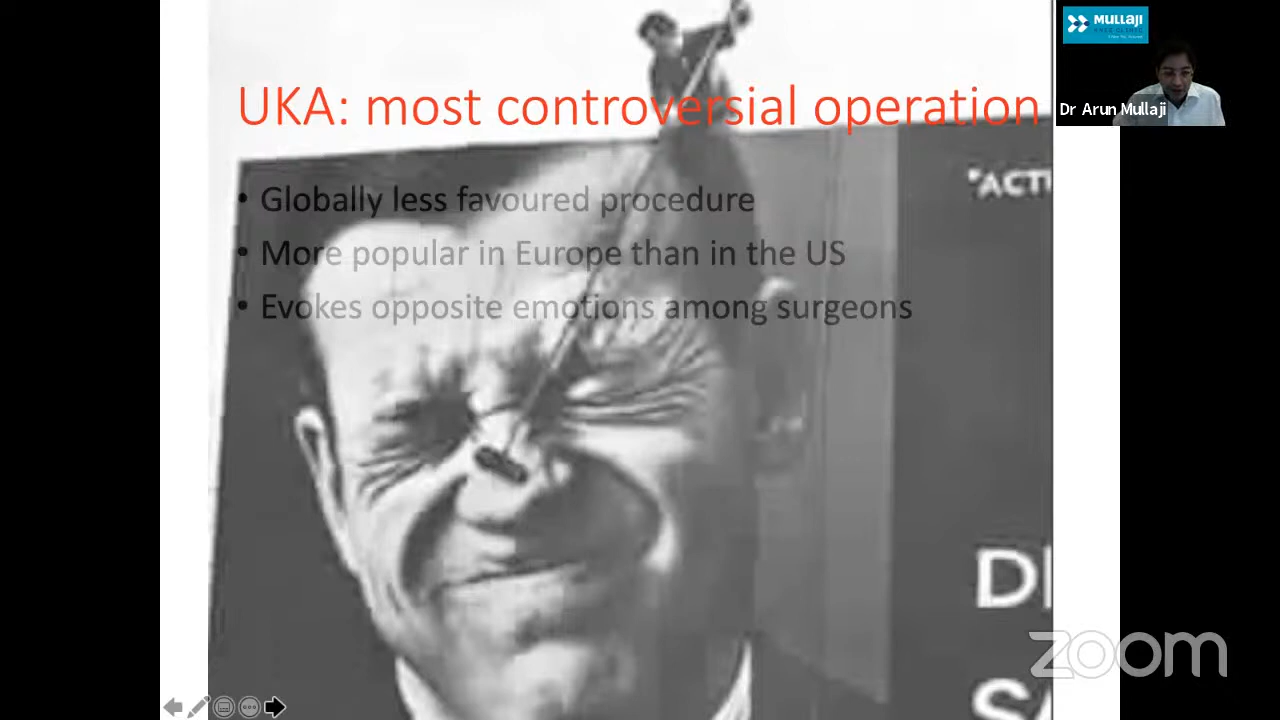 UKA: most controversial operation
• Globally less favoured procedure
• More popular in Europe than in the US
• Evokes opposite emotions among surgeons
"ACT
D
S
MULLAJI
Dr Arun Mullaji
zoom